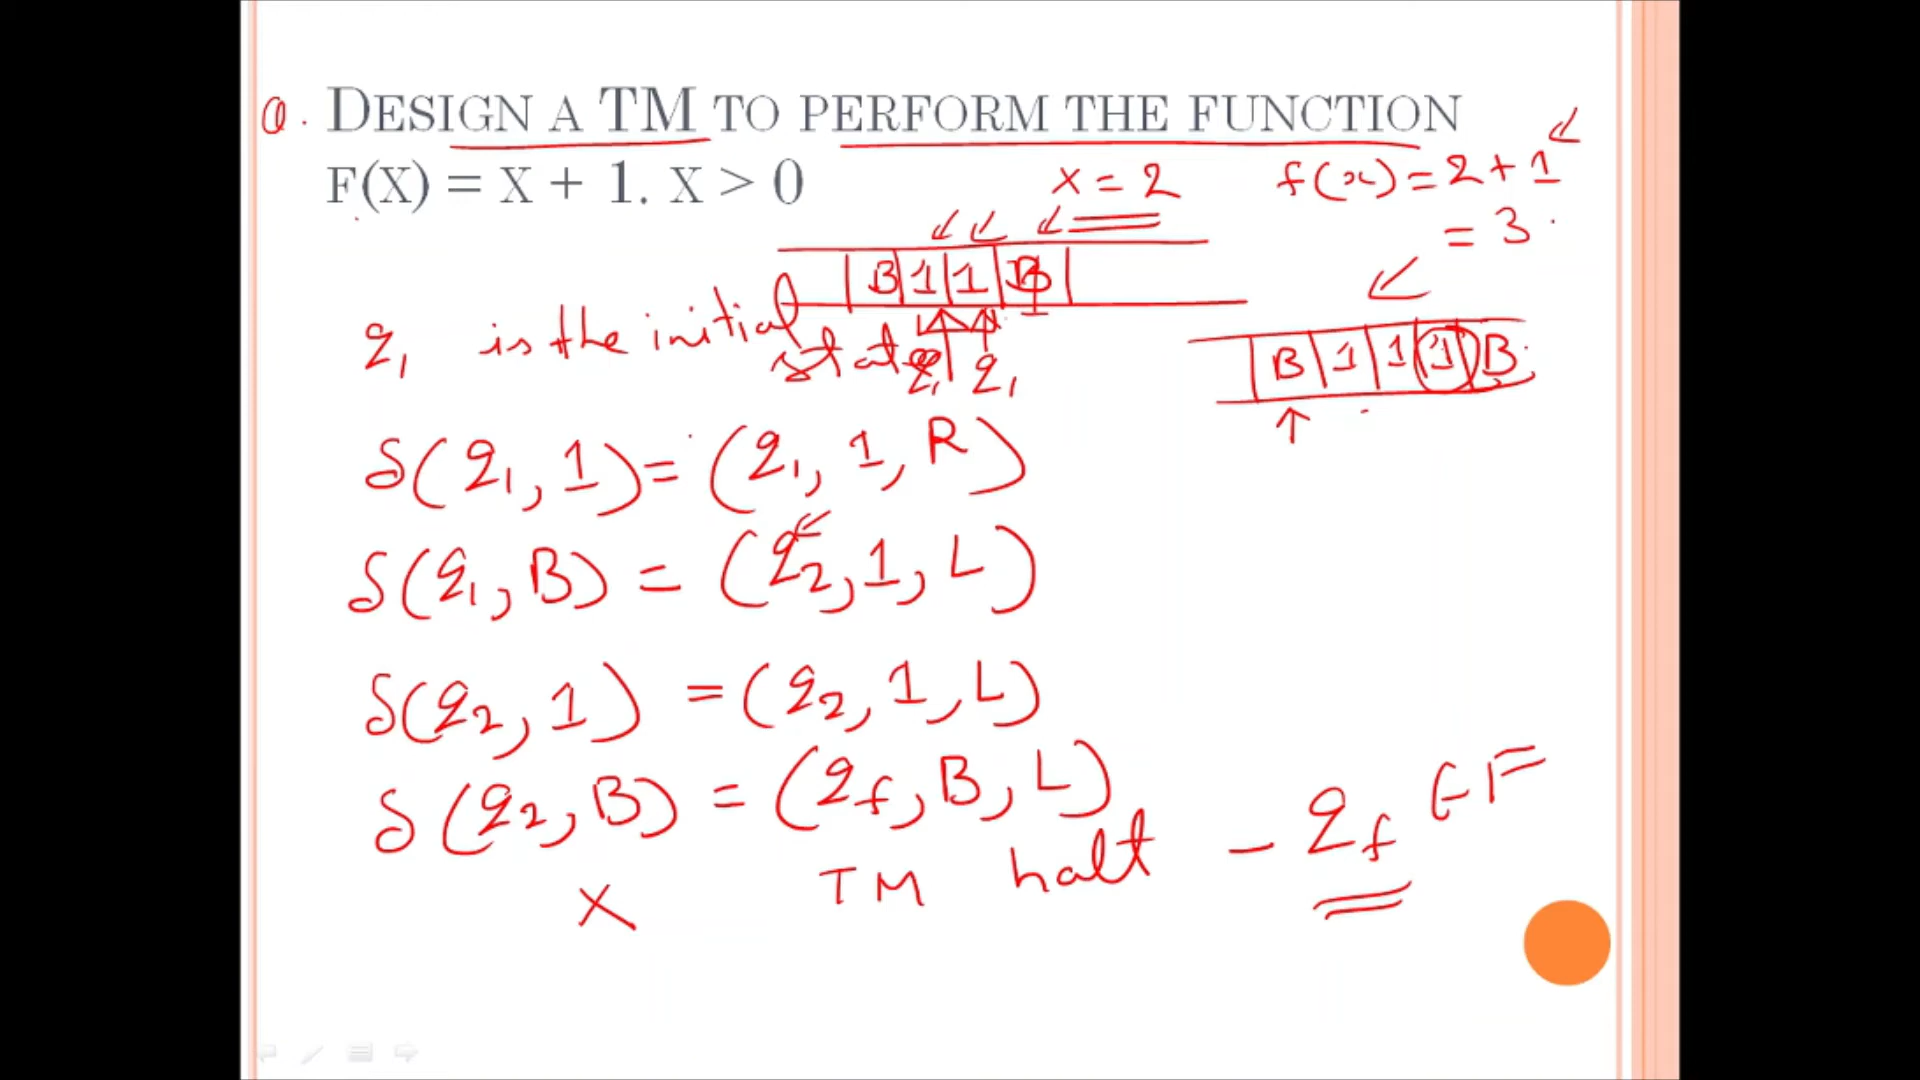 Q. DESIGN A TM TO PERFORM THE FUNCTION
F(X) = X + 1. X > 0
x = 2
f(x) = 2 + 1
= 3
B 1 1
q1 is the initial state
q1 q1
B 1 1 1 B
δ(q1, 1) = (q1, 1, R)
δ(q1, B) = (q2, 1, L)
δ(q2, 1) = (q2, 1, L)
δ(q2, B) = (qf, B, L)
X TM halt - qf ∈ F